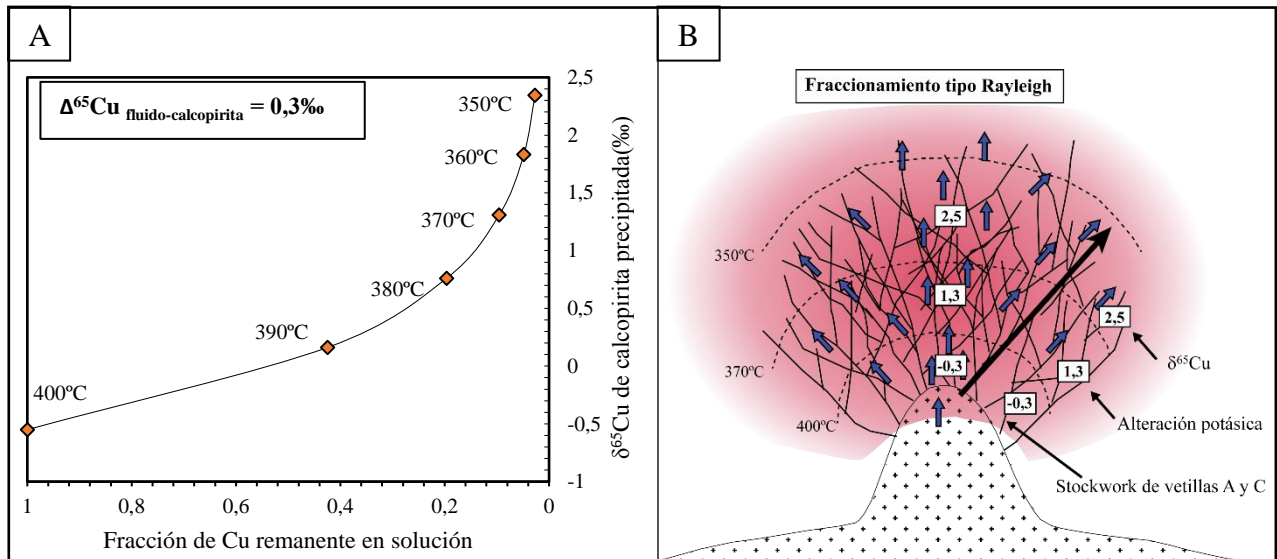 A
Δ⁶⁵Cu fluido-calcopirita = 0,3‰
2,5
2
1,5
1
0,5
0
-0,5
-1
350ºC
360ºC
370ºC
380ºC
390ºC
400ºC
δ⁶⁵Cu de calcopirita precipitada(‰)
1
0,8
0,6
0,4
0,2
0
Fracción de Cu remanente en solución
B
Fraccionamiento tipo Rayleigh
2,5
350ºC
1,3
2,5
δ⁶⁵Cu
370ºC
-0,3
1,3
400ºC
-0,3
Alteración potásica
Stockwork de vetillas A y C